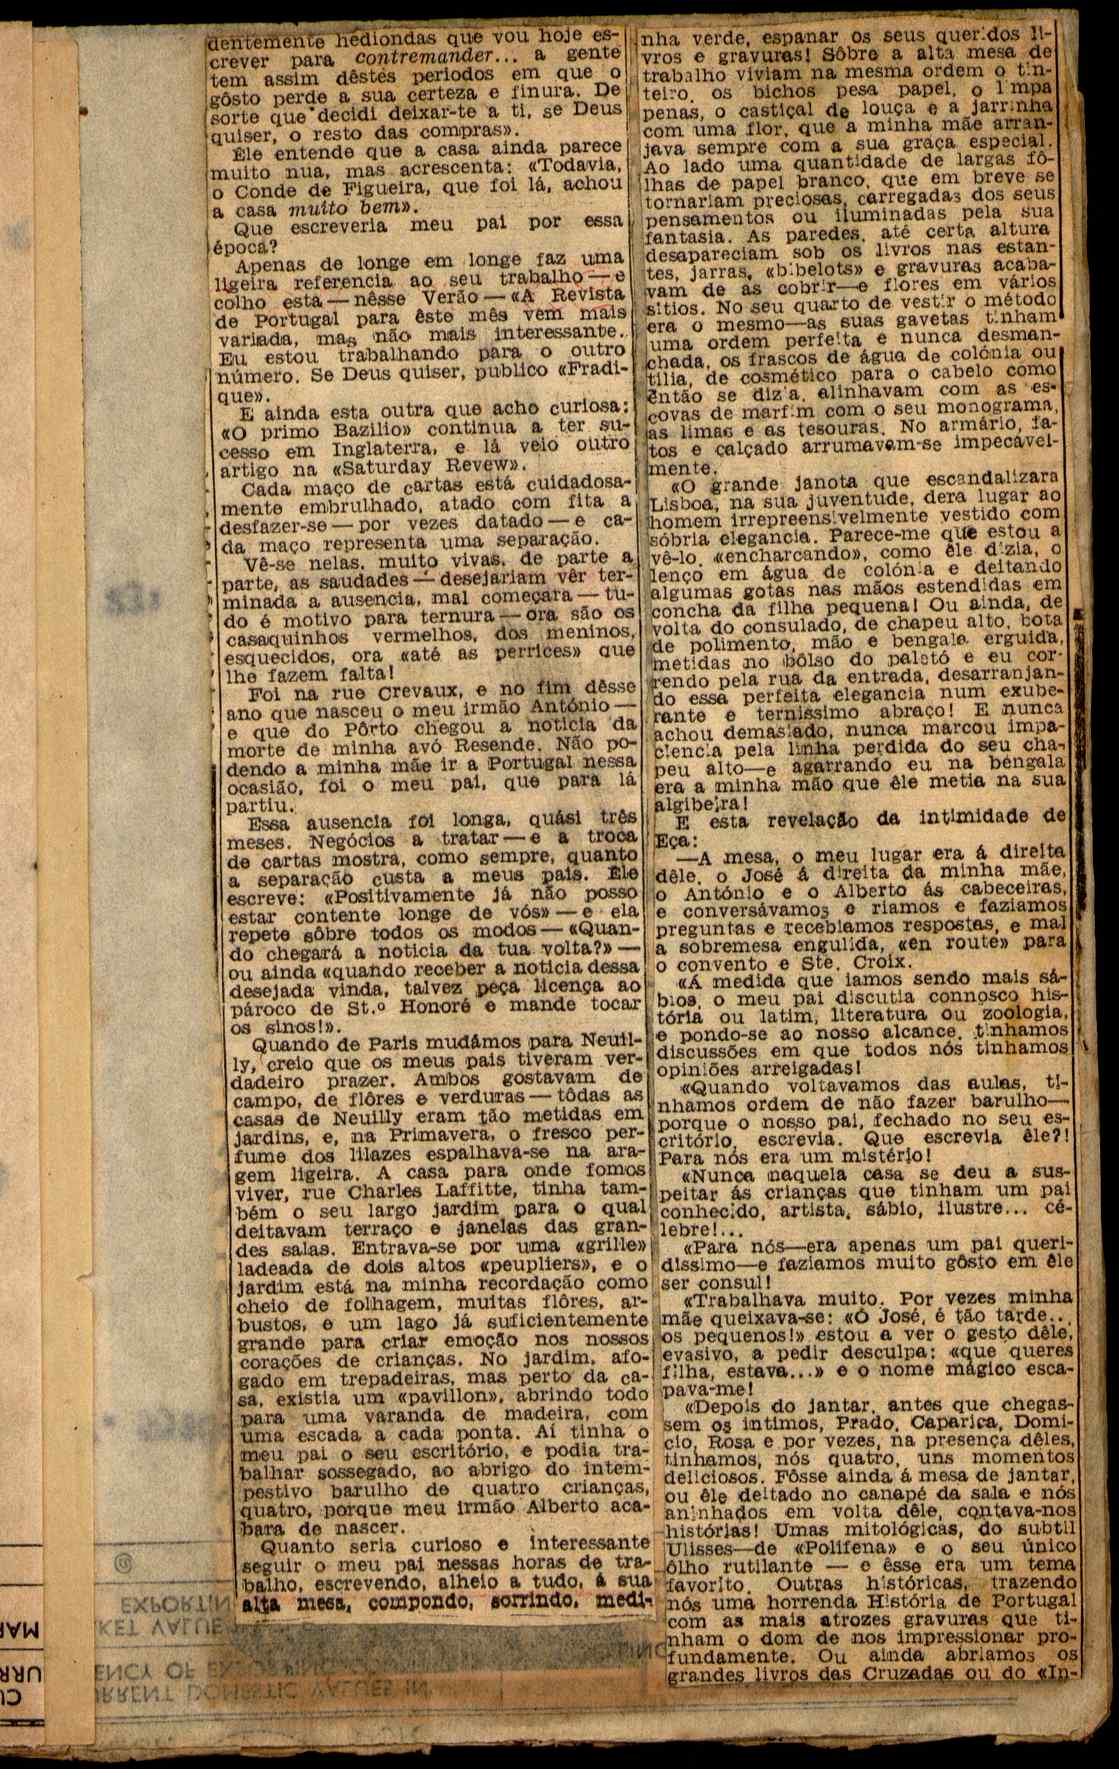 dentemente hediondas que vou hoje es-
crever para contremander... a gente
tem assim dêstes periodos em que o
gôsto perde a sua certeza e finura. De
sorte que decidi deixar-te a ti, se Deus
quiser, o resto das compras».
Êle entende que a casa ainda parece
muito nua, mas acrescenta: «Todavia,
o Conde de Figueira, que foi lá, achou
a casa muito bem».
Que escreveria meu pai por essa
época?
Apenas de longe em longe faz uma
ligeira referencia ao seu trabalho—e
colho esta—nêsse Verão—«A Revista
de Portugal para êste mês vem mais
variada, mas não mais interessante.
Eu estou trabalhando para o outro
número. Se Deus quiser, publico «Fradi-
que».
E ainda esta outra que acho curiosa:
«O primo Bazilio» continua a ter su-
cesso em Inglaterra, e lá veio outro
artigo na «Saturday Revew».
Cada maço de cartas está cuidadosa-
mente embrulhado, atado com fita a
desfazer-se—por vezes datado—e ca-
da maço representa uma separação.
Vê-se nelas, muito vivas, de parte a
parte, as saudades—desejariam vêr ter-
minada a ausencia, mal começara—tu-
do é motivo para ternura—ora são os
casaquinhos vermelhos, dos meninos,
esquecidos, ora «até as perrices» que
lhe fazem falta!
Foi na rue Crevaux, e no fim dêsse
ano que nasceu o meu irmão António—
e que do Pôrto chegou a noticia da
morte de minha avó Resende. Não po-
dendo a minha mãe ir a Portugal nessa
ocasião, foi o meu pai, que para lá
partiu.
Essa ausencia foi longa, quási três
meses. Negócios a tratar—e a troca
de cartas mostra, como sempre, quanto
a separação custa a meus pais. Êle
escreve: «Positivamente já não posso
estar contente longe de vós»—e ela
repete sôbre todos os modos—«Quan-
do chegará a noticia da tua volta?»—
ou ainda «quando receber a noticia dessa
desejada vinda, talvez peça licença ao
pároco de St.º Honoré e mande tocar
os sinos!».
Quando de Paris mudámos para Neuil-
ly, creio que os meus pais tiveram ver-
dadeiro prazer. Ambos gostavam de
campo, de flôres e verduras—tôdas as
casas de Neuilly eram tão metidas em
jardins, e, na Primavera, o fresco per-
fume dos lilazes espalhava-se na ara-
gem ligeira. A casa para onde fomos
viver, rue Charles Laffitte, tinha tam-
bém o seu largo jardim para o qual
deitavam terraço e janelas das gran-
des salas. Entrava-se por uma «grille»
ladeada de dois altos «peupliers», e o
jardim está na minha recordação como
cheio de folhagem, muitas flôres, ar-
bustos, e um lago já suficientemente
grande para criar emoção nos nossos
corações de crianças. No jardim, afo-
gado em trepadeiras, mas perto da ca-
sa, existia um «pavillon», abrindo todo
para uma varanda de madeira, com
uma escada a cada ponta. Aí tinha o
meu pai o seu escritório, e podia tra-
balhar sossegado, ao abrigo do intem-
pestivo barulho de quatro crianças,
quatro, porque meu irmão Alberto aca-
bara de nascer.
Quanto seria curioso e interessante
seguir o meu pai nessas horas de tra-
balho, escrevendo, alheio a tudo, á sua
alta mesa, compondo, sorrindo, medi-
nha verde, espanar os seus queridos li-
vros e gravuras! Sôbre a alta mesa de
trabalho viviam na mesma ordem o tin-
teiro, os bichos pesa papel, o limpa
penas, o castiçal de louça e a jarrinha
com uma flor, que a minha mãe arran-
java sempre com a sua graça especial.
Ao lado uma quantidade de largas fô-
lhas de papel branco, que em breve se
tornariam preciosas, carregadas dos seus
pensamentos ou iluminadas pela sua
fantasia. As paredes, até certa altura
desapareciam sob os livros nas estan-
tes, jarras, «bibelots» e gravuras acaba-
vam de as cobrir—e flores em vários
sitios. No seu quarto de vestir o método
era o mesmo—as suas gavetas tinham
uma ordem perfeita e nunca desman-
chada, os frascos de água de colónia ou
tilia, de cosmético para o cabelo como
então se dizia, alinhavam com as es-
covas de marfim com o seu monograma,
as limas e as tesouras. No armário, fa-
tos e calçado arrumavam-se impecàvel-
mente.
«O grande janota que escandalizara
Lisboa, na sua juventude, dera lugar ao
homem irrepreensivelmente vestido com
sóbria elegancia. Parece-me que estou a
vê-lo, «encharcando», como êle dizia, o
lenço em água de colónia e deitando
algumas gotas nas mãos estendidas em
concha da filha pequena! Ou ainda, de
volta do consulado, de chapeu alto, bota
de polimento, mão e bengala erguida,
metidas no bôlso do paletó e eu cor-
rendo pela rua da entrada, desarranjan-
do essa perfeita elegancia num exube-
rante e ternissimo abraço! E nunca
achou demasiado, nunca marcou impa-
ciencia pela linha perdida do seu cha-
peu alto—e agarrando eu na bengala
era a minha mão que êle metia na sua
algibeira!
E esta revelação da intimidade de
Eça:
—A mesa, o meu lugar era á direita
dêle, o José á direita da minha mãe,
o António e o Alberto ás cabeceiras,
e conversávamos e riamos e faziamos
preguntas e recebiamos respostas, e mal
a sobremesa engulida, «en route» para
o convento e Ste. Croix.
«A medida que iamos sendo mais sá-
bios, o meu pai discutia connosco his-
tória ou latim, literatura ou zoologia,
e pondo-se ao nosso alcance, tinhamos
discussões em que todos nós tinhamos
opiniões arreigadas!
«Quando voltavamos das aulas, ti-
nhamos ordem de não fazer barulho—
porque o nosso pai, fechado no seu es-
critório, escrevia. Que escrevia êle?!
Para nós era um mistério!
«Nunca naquela casa se deu a sus-
peitar ás crianças que tinham um pai
conhecido, artista, sábio, ilustre... cé-
lebre!...
«Para nós—era apenas um pai queri-
dissimo—e faziamos muito gôsto em êle
ser consul!
«Trabalhava muito. Por vezes minha
mãe queixava-se: «Ó José, é tão tarde...
os pequenos!» estou a ver o gesto dêle,
evasivo, a pedir desculpa: «que queres
filha, estava...» e o nome mágico esca-
pava-me!
«Depois do jantar, antes que chegas-
sem os intimos, Prado, Caparica, Domi-
cio, Rosa e por vezes, na presença dêles,
tinhamos, nós quatro, uns momentos
deliciosos. Fôsse ainda á mesa de jantar,
ou êle deitado no canapé da sala e nós
aninhados em volta dêle, contava-nos
histórias! Umas mitológicas, do subtil
Ulisses—de «Polifena» e o seu único
ôlho rutilante — e êsse era um tema
favorito. Outras históricas, trazendo
nós uma horrenda História de Portugal
com as mais atrozes gravuras que ti-
nham o dom de nos impressionar pro-
fundamente. Ou ainda abriamos os
grandes livros das Cruzadas ou do «In-